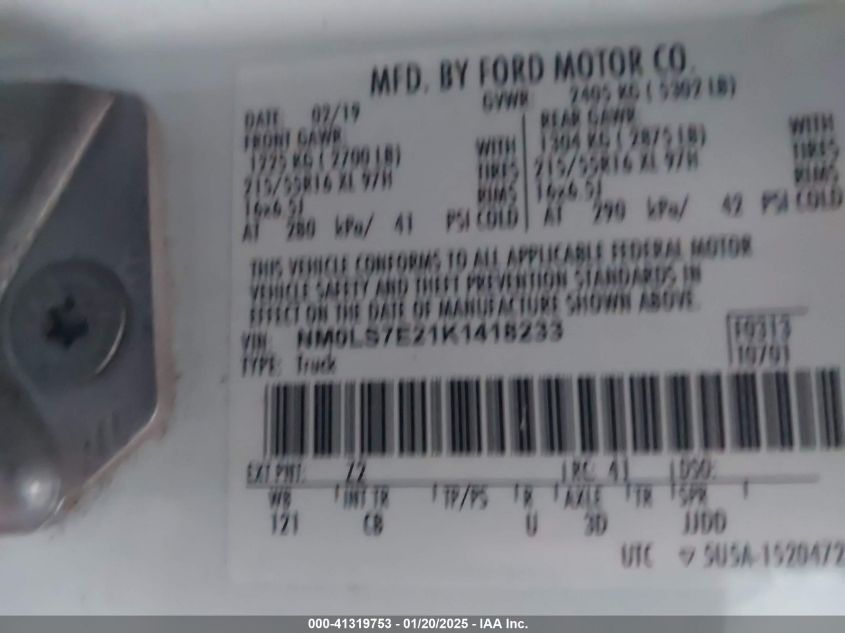 MFD. BY FORD MOTOR CO.
DATE: 02/19 GVWR: 2405 KG ( 5302 LB)
FRONT GAWR: REAR GAWR:
1225 KG ( 2700 LB) WITH 1304 KG ( 2875 LB) WITH
215/55R16 XL 97H TIRES 215/55R16 XL 97H TIRES
16x6.5J RIMS 16x6.5J RIMS
AT 280 kPa/ 41 PSI COLD AT 290 kPa/ 42 PSI COLD
THIS VEHICLE CONFORMS TO ALL APPLICABLE FEDERAL MOTOR
VEHICLE SAFETY AND THEFT PREVENTION STANDARDS IN
EFFECT ON THE DATE OF MANUFACTURE SHOWN ABOVE.
VIN: NM0LS7E21K1418233 F0313
TYPE: Truck 10701
EXT PNT: Z2 RC: 41 DSO:
WB INT TR TP/PS R AXLE TR SPR
121 CB U 3D JJDD
UTC 5U5A-1520472
000-41319753 — 01/20/2025 - IAA Inc.